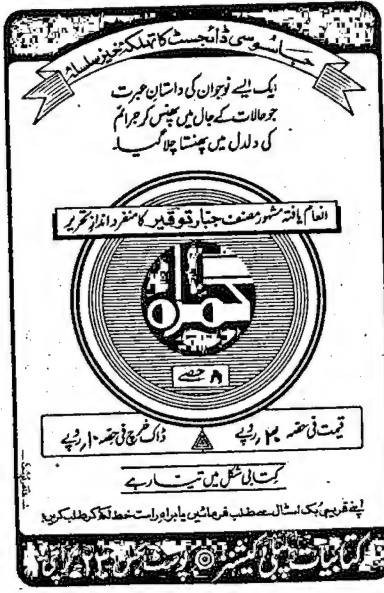 جاسوسی ڈائجسٹ کا تہلکہ خیز سلسلہ
ایک ایسے نوجوان کی داستانِ عبرت
جو حالات کے جال میں پھنس کر جرائم
کی دلدل میں پھنستا چلا گیا۔
انعام یافتہ مشہور مصنف جبار توقیر کا منفرد اندازِ تحریر
۸ حصے
قیمت فی حصہ ۲۰ روپے
ڈاک خرچ فی حصہ ۱۰ روپے
کتابی شکل میں تیار ہے
اپنے قریبی بک اسٹال سے طلب فرمائیں یا براہِ راست خط لکھ کر طلب کریں۔
کتابیات پبلی کیشنز پوسٹ بکس کراچی